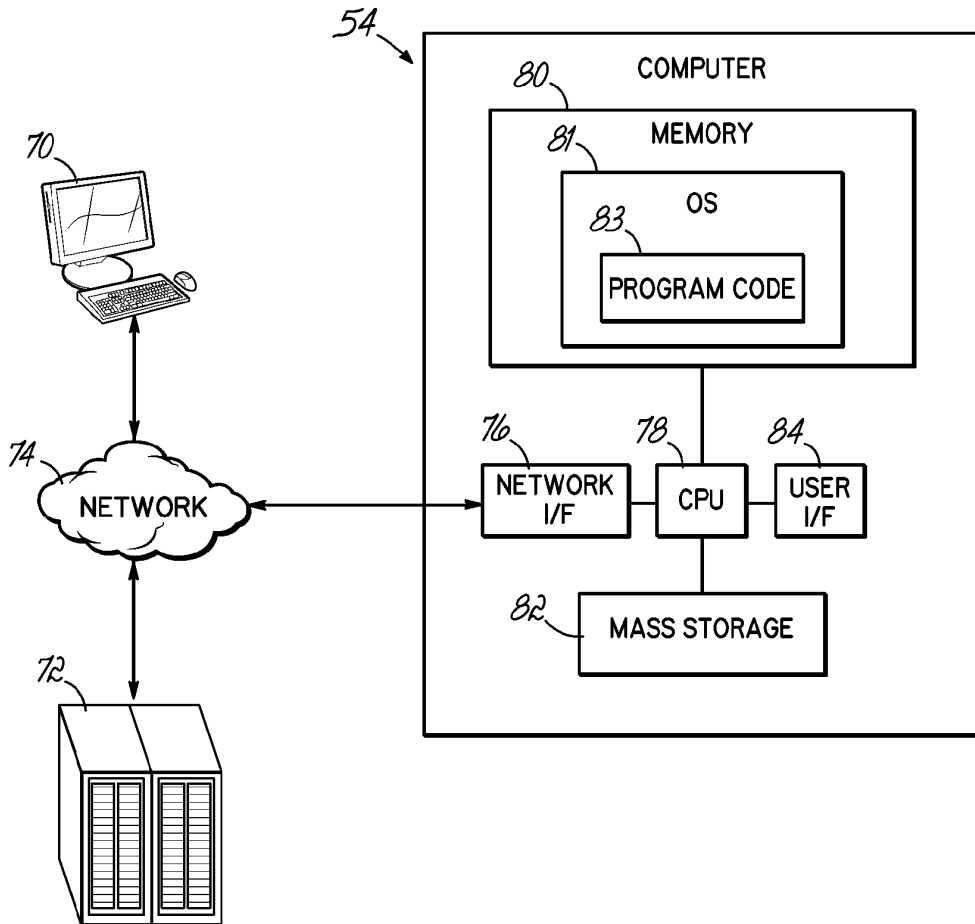 54
COMPUTER
80
MEMORY
81
OS
83
PROGRAM CODE
70
74
NETWORK
76
NETWORK
I/F
78
CPU
84
USER
I/F
82
MASS STORAGE
72